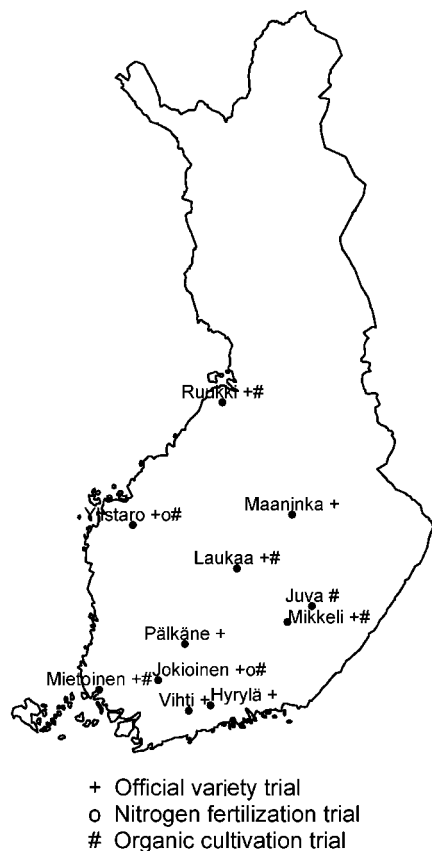 Ruukki +#
Maaninka +
Ylistaro +o#
Laukaa +#
Juva #
Mikkeli +#
Pälkäne +
Jokioinen +o#
Mietoinen +#
Hyrylä +
Vihti +
+ Official variety trial
o Nitrogen fertilization trial
# Organic cultivation trial